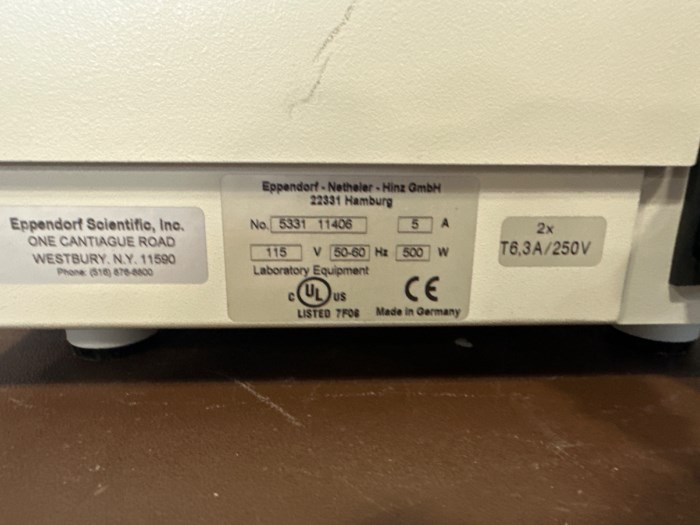 Eppendorf Scientific, Inc.
ONE CANTIAGUE ROAD
WESTBURY. N.Y. 11590
Phone: (516) 876-6800
Eppendorf - Netheler - Hinz GmbH
22331 Hamburg
No. 5331 11406 5 A
115 V 50-60 Hz 500 W
Laboratory Equipment
C UL US CE
LISTED 7F06 Made in Germany
2x
T6,3A/250V